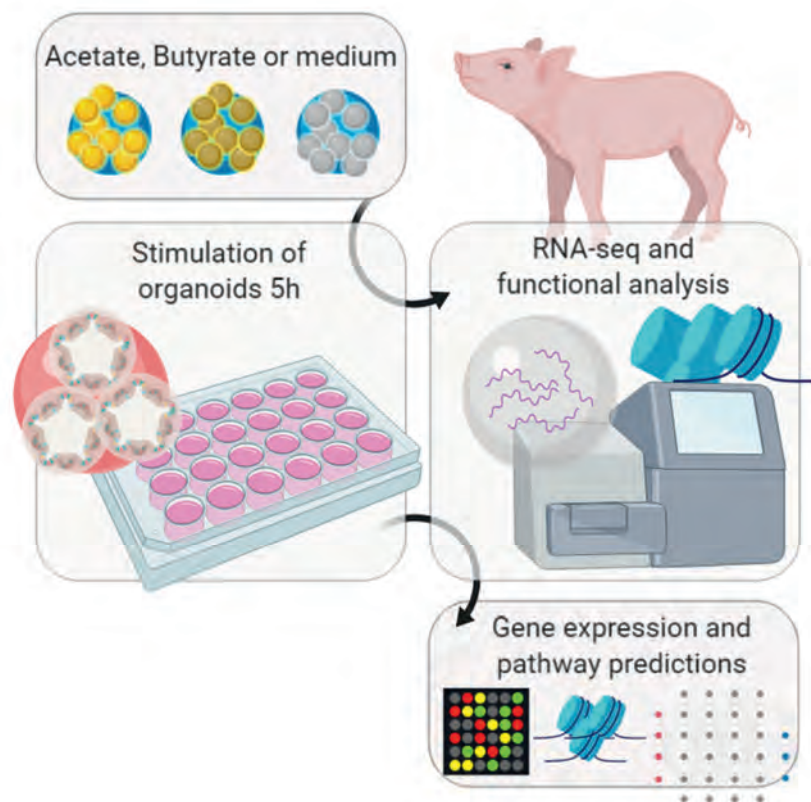 Acetate, Butyrate or medium
Stimulation of
organoids 5h
RNA-seq and
functional analysis
Gene expression and
pathway predictions